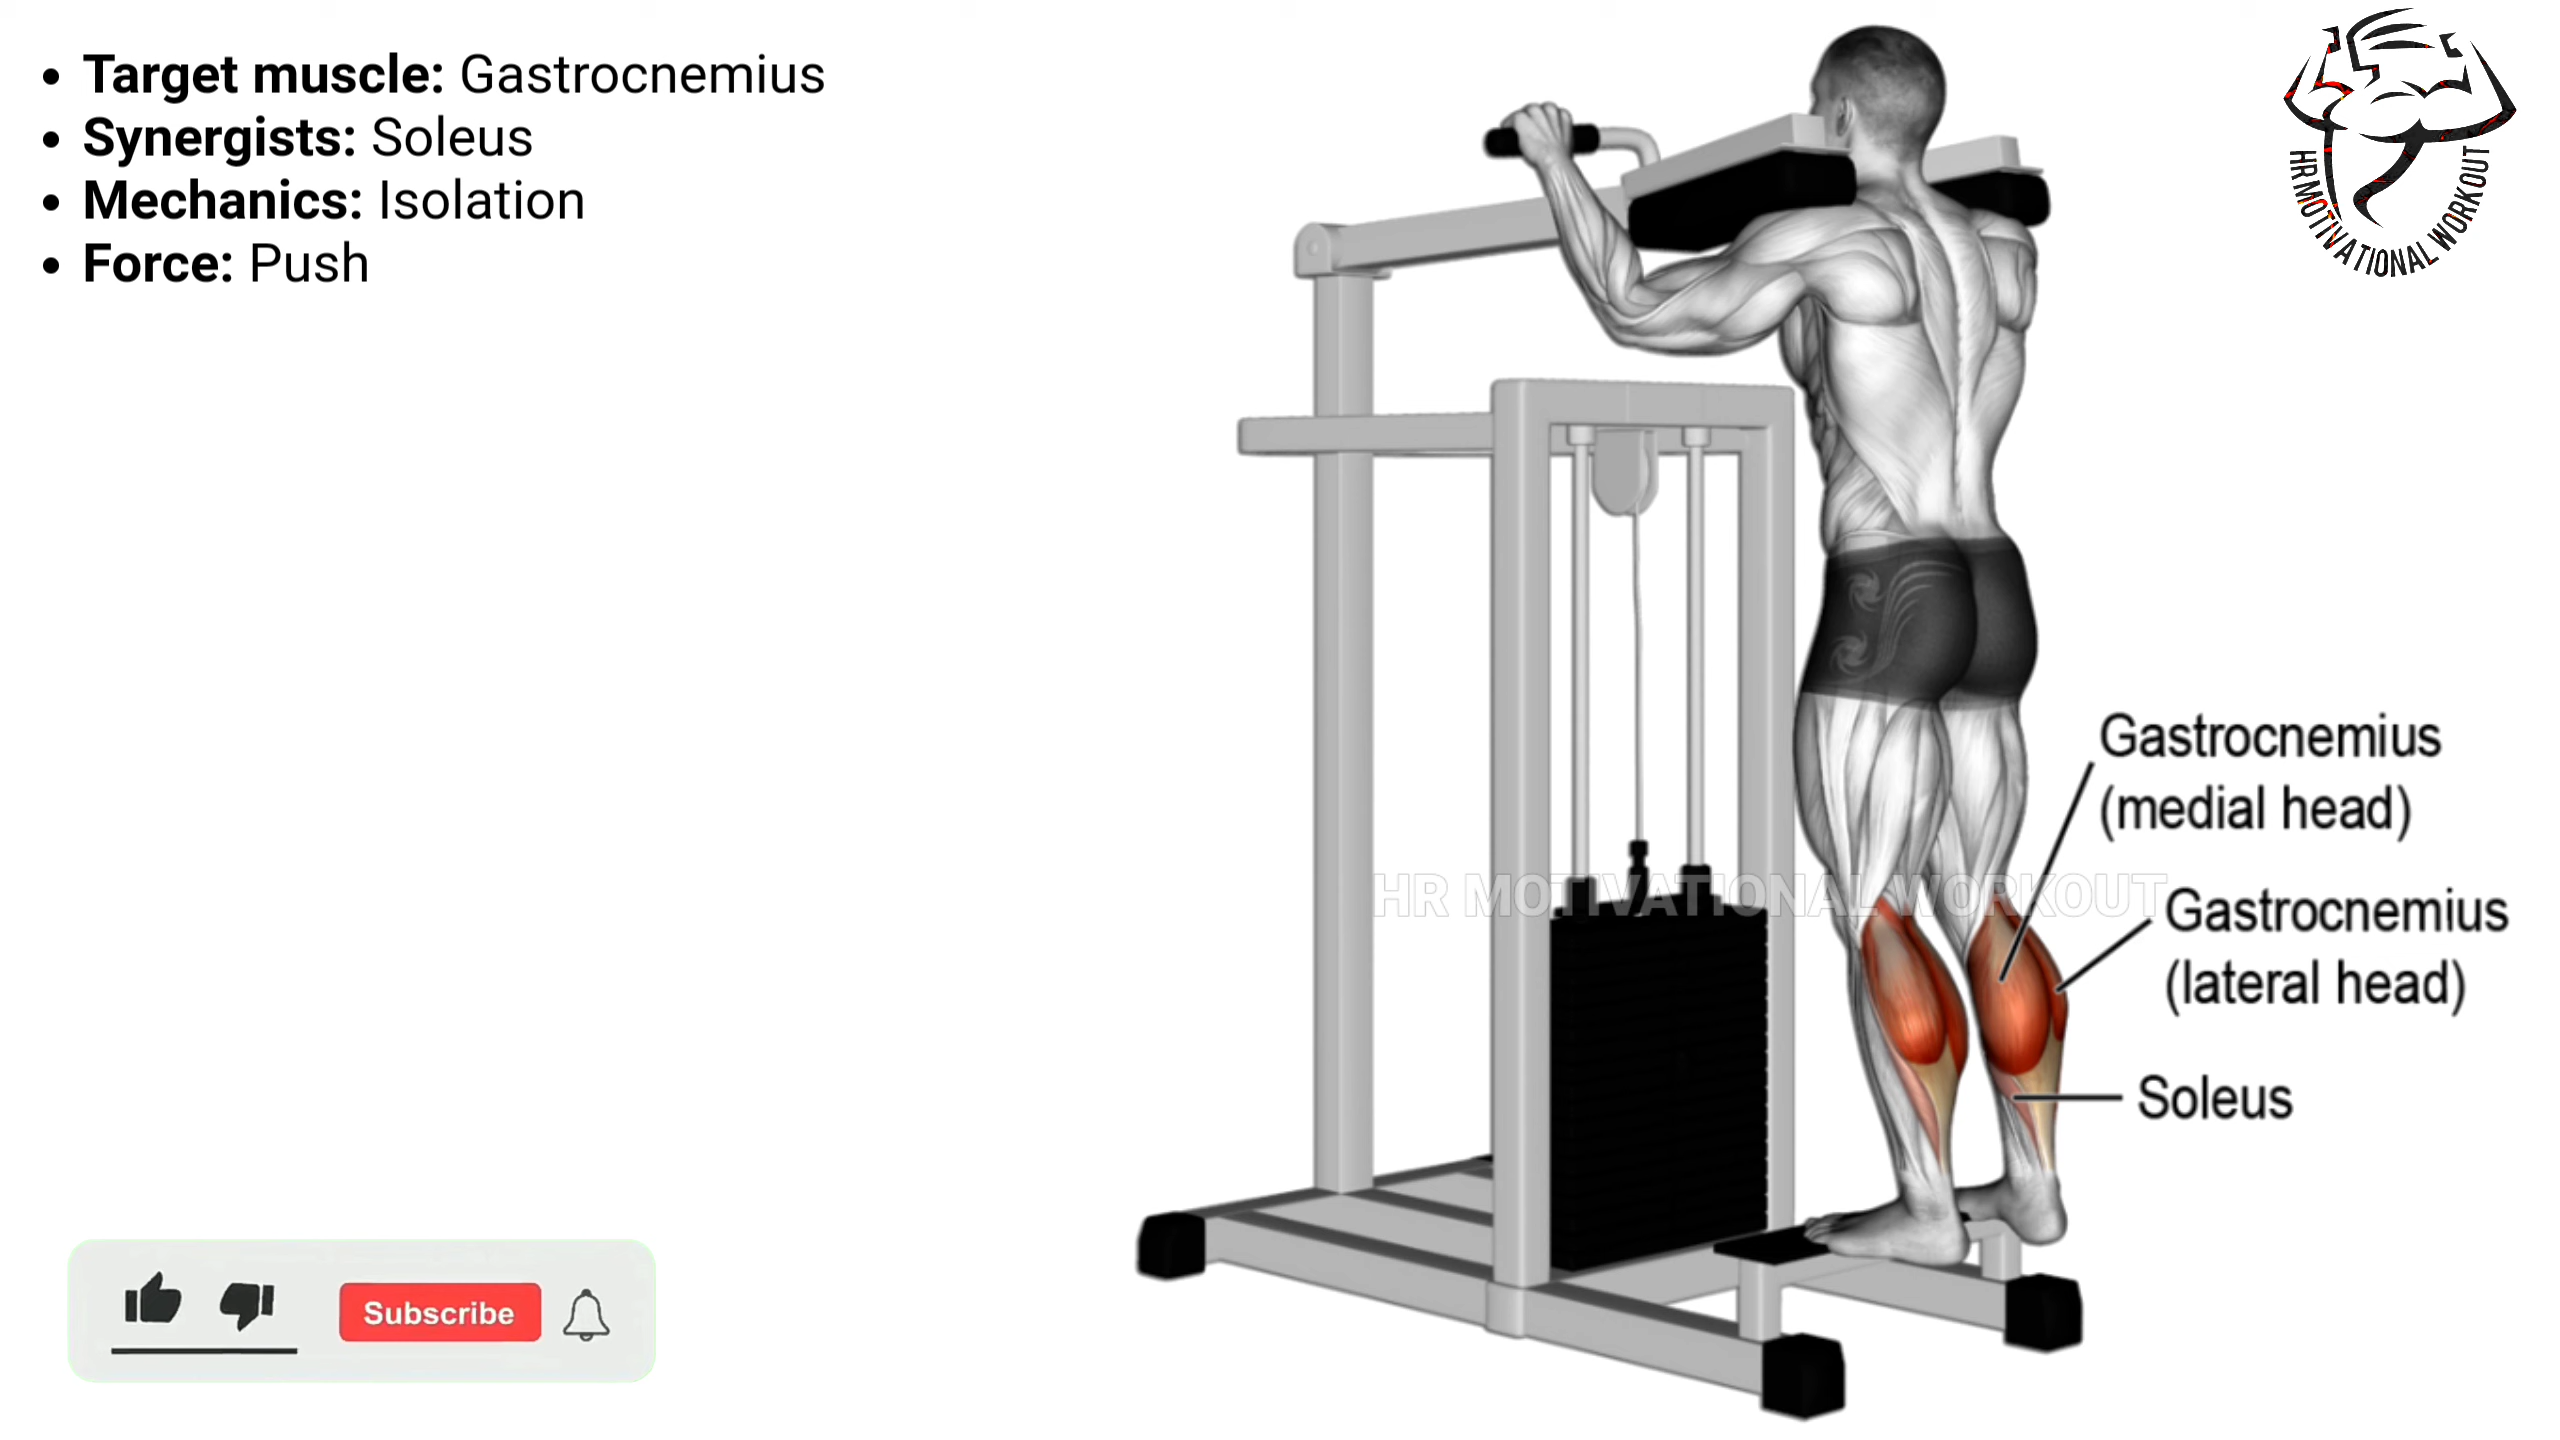 • Target muscle: Gastrocnemius
• Synergists: Soleus
• Mechanics: Isolation
• Force: Push
HRMOTIVATIONAL WORKOUT
Gastrocnemius
(medial head)
HR MOTIVATIONAL WORKOUT
Gastrocnemius
(lateral head)
Soleus
Subscribe